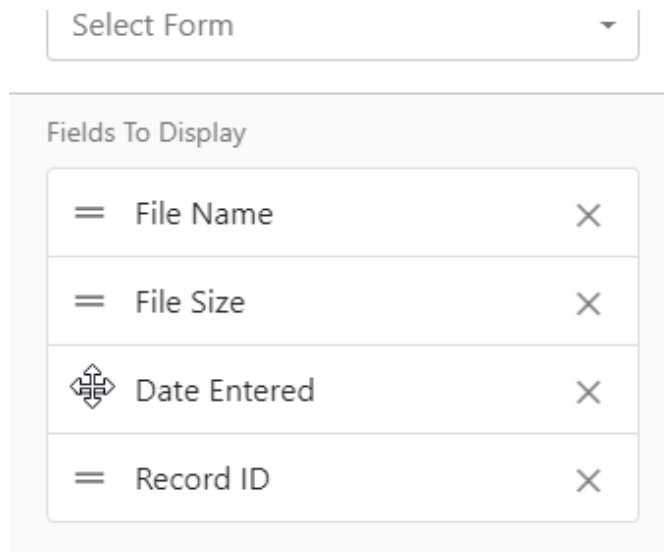 Select Form
Fields To Display
File Name
File Size
Date Entered
Record ID